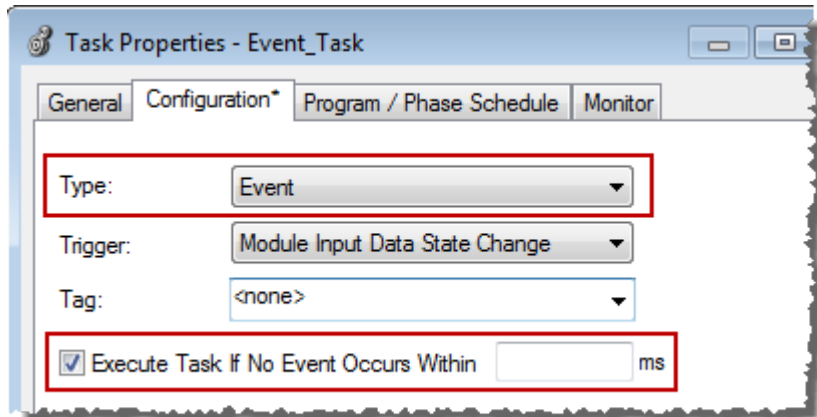 Task Properties - Event_Task
General Configuration* Program / Phase Schedule Monitor
Type: Event
Trigger: Module Input Data State Change
Tag: <none>
Execute Task If No Event Occurs Within ms